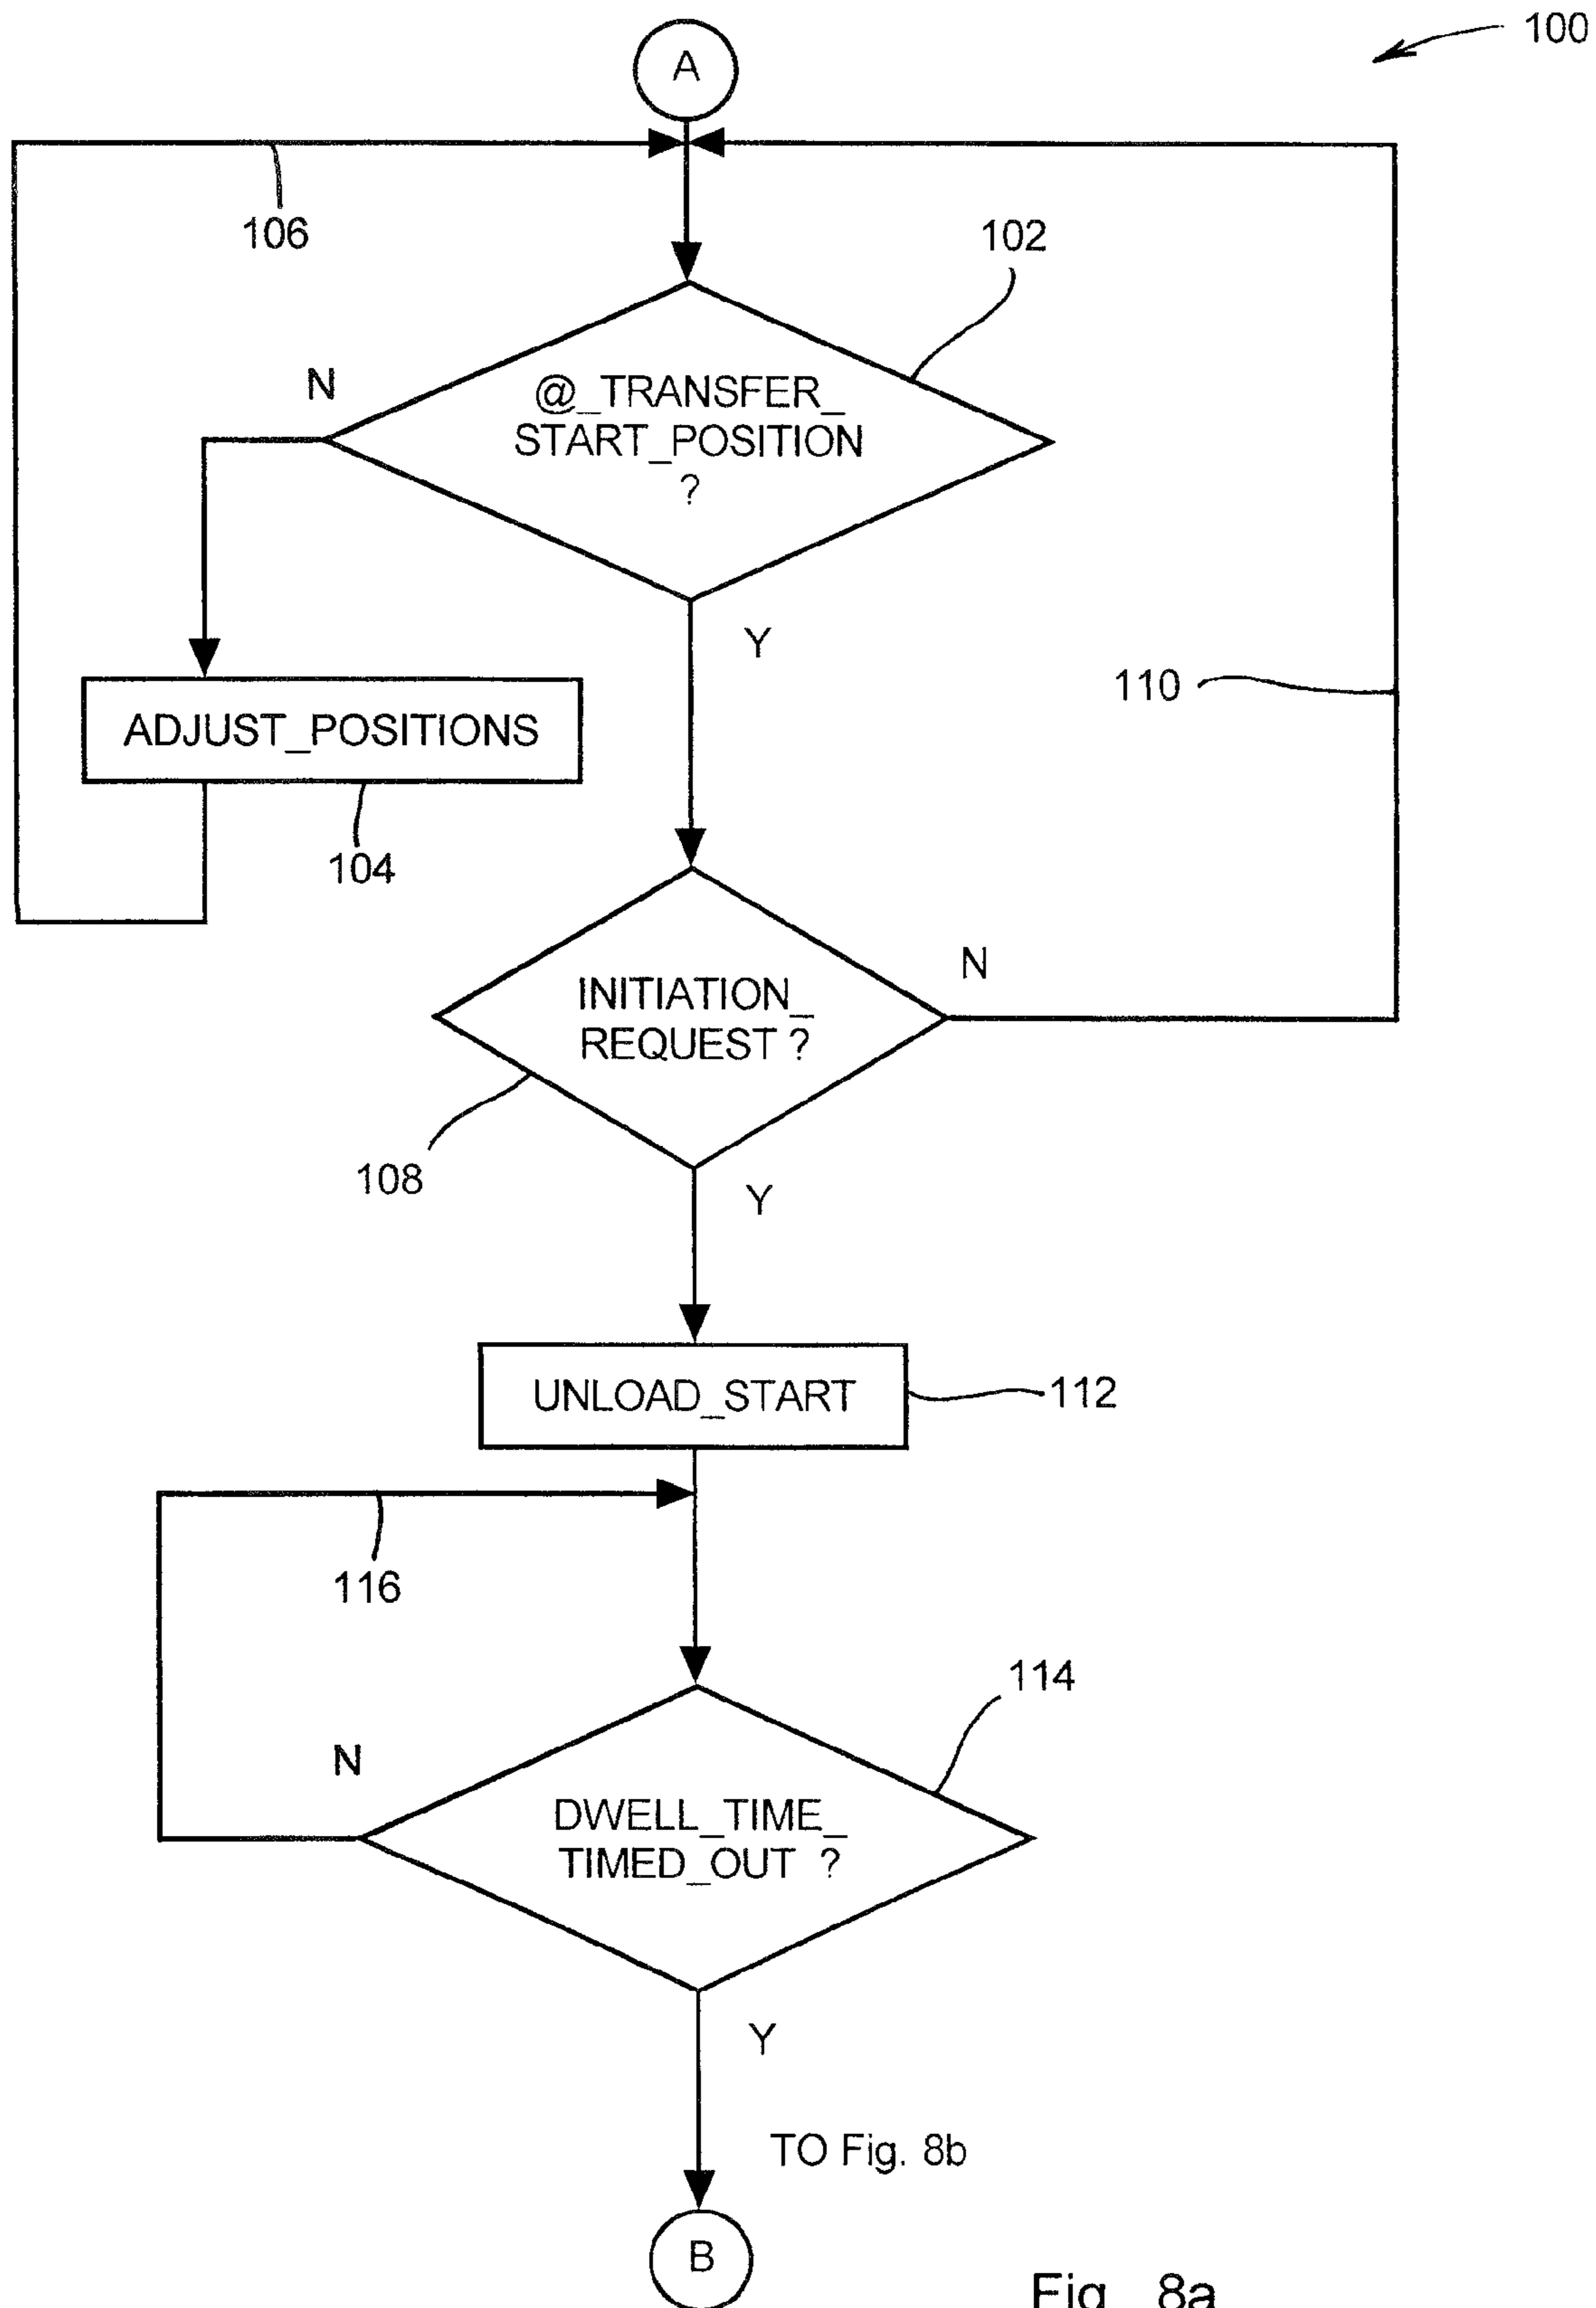 100
A
106
102
N
@_TRANSFER_
START_POSITION
?
Y
110
ADJUST_POSITIONS
104
N
INITIATION_
REQUEST ?
108
Y
UNLOAD_START
112
116
114
N
DWELL_TIME_
TIMED_OUT ?
Y
TO Fig. 8b
B
Fig. 8a